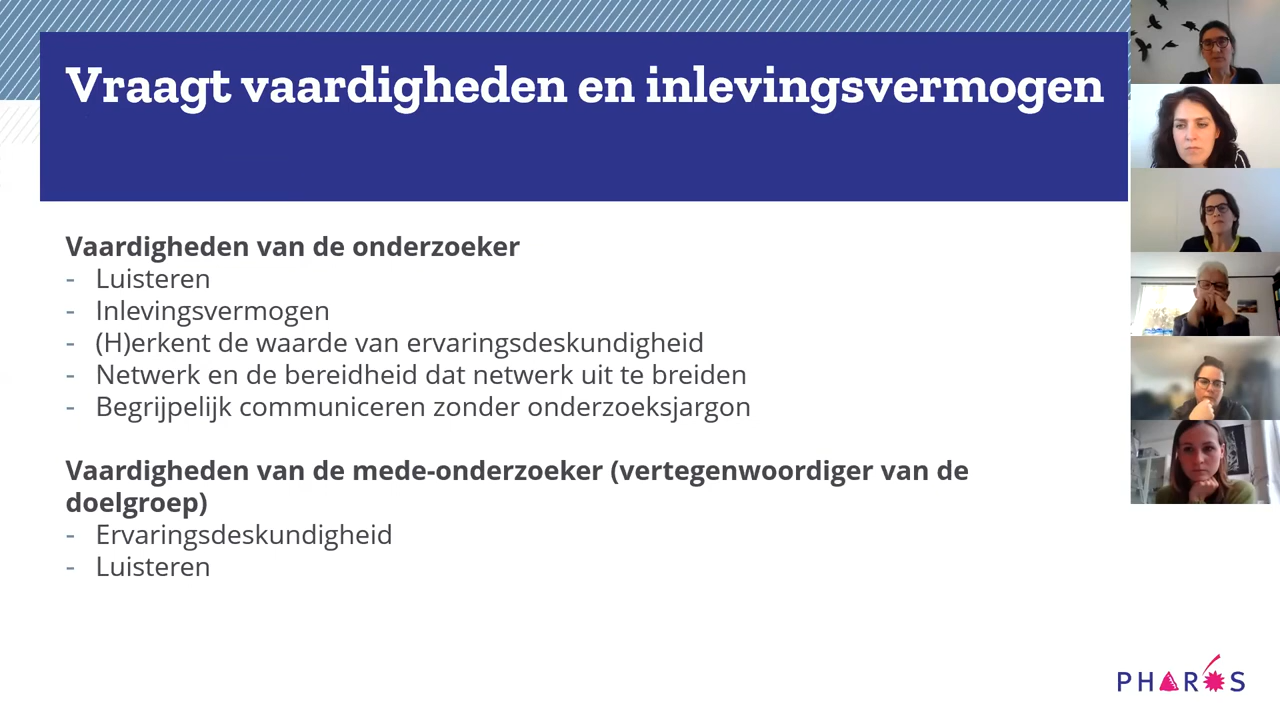 Vraagt vaardigheden en inlevingsvermogen
Vaardigheden van de onderzoeker
- Luisteren
- Inlevingsvermogen
- (H)erkent de waarde van ervaringsdeskundigheid
- Netwerk en de bereidheid dat netwerk uit te breiden
- Begrijpelijk communiceren zonder onderzoeksjargon
Vaardigheden van de mede-onderzoeker (vertegenwoordiger van de
doelgroep)
- Ervaringsdeskundigheid
- Luisteren
PHAROS